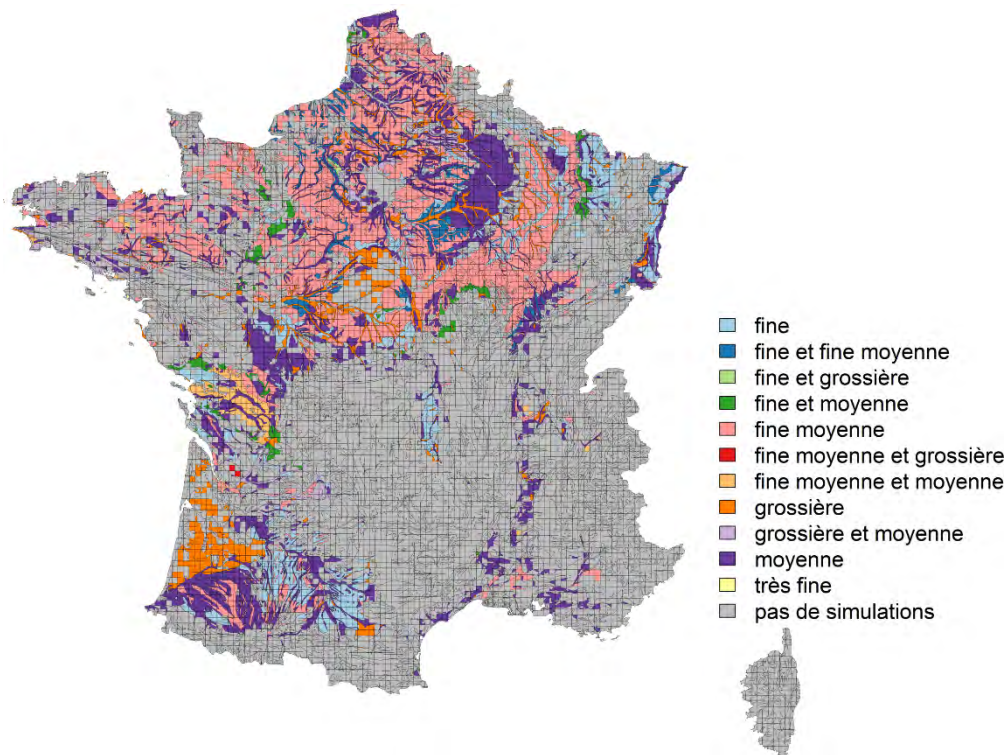 fine
fine et fine moyenne
fine et grossière
fine et moyenne
fine moyenne
fine moyenne et grossière
fine moyenne et moyenne
grossière
grossière et moyenne
moyenne
très fine
pas de simulations